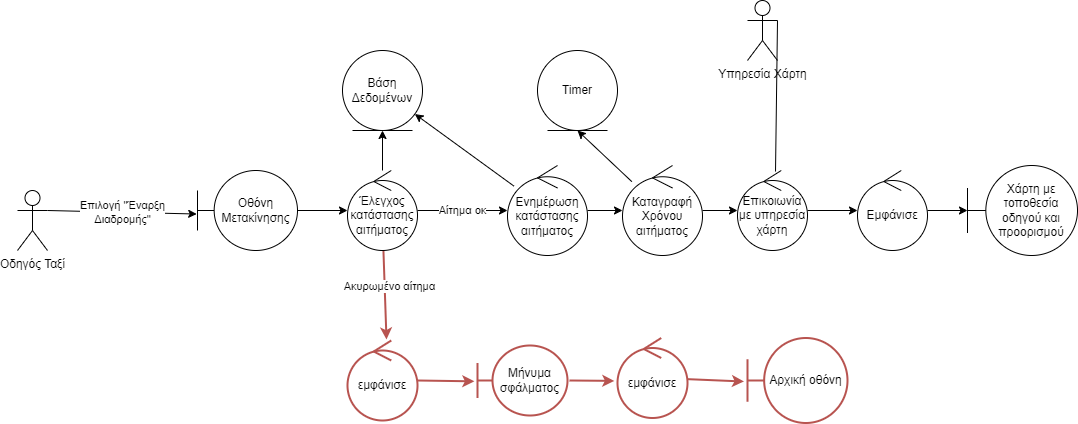 Υπηρεσία Χάρτη
Βάση
Δεδομένων
Timer
Οδηγός Ταξί
Επιλογή "Εναρξη
Διαδρομής"
Οθόνη
Μετακίνησης
Έλεγχος
κατάστασης
αιτήματος
Αίτημα οκ
Ενημέρωση
κατάστασης
αιτήματος
Καταγραφή
Χρόνου
αιτήματος
Επικοιωνία
με υπηρεσία
χάρτη
Εμφάνισε
Χάρτη με
τοποθεσία
οδηγού και
προορισμού
Ακυρωμένο αίτημα
εμφάνισε
Μήνυμα
σφάλματος
εμφάνισε
Αρχική οθόνη